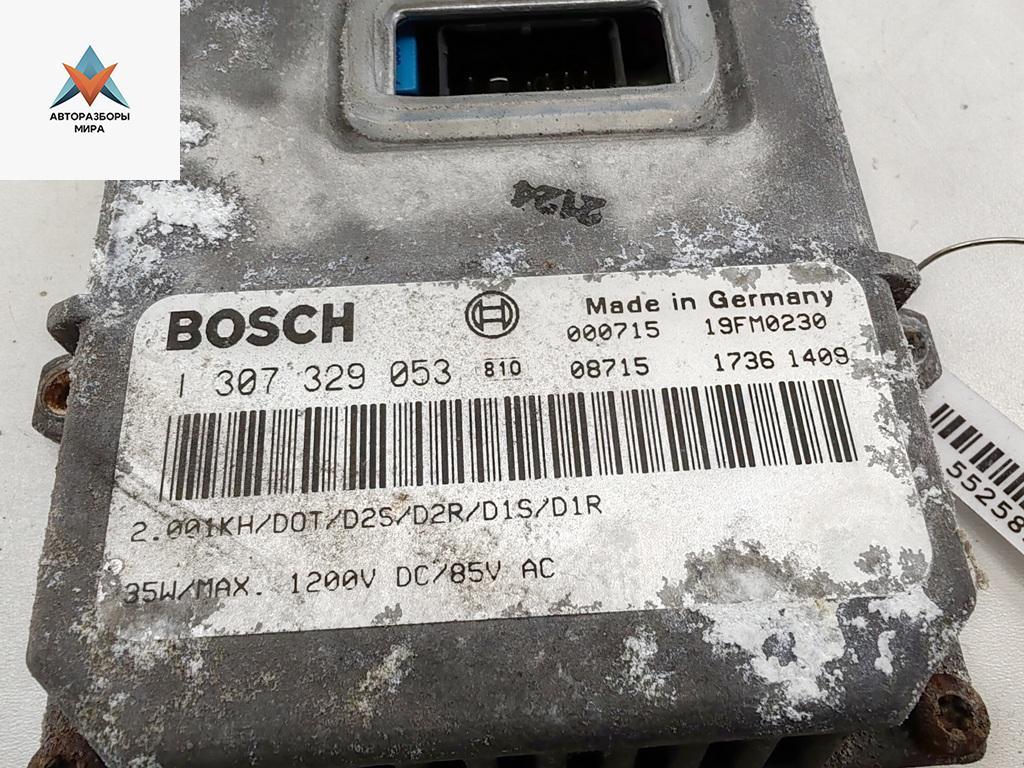 АВТОРАЗБОРЫ
МИРА
2124
BOSCH
Made in Germany
000715 19FM0230
1 307 329 053 810 08715 1736 1409
2.001KH/DOT/D2S/D2R/D1S/D1R
35W/MAX. 1200V DC/85V AC